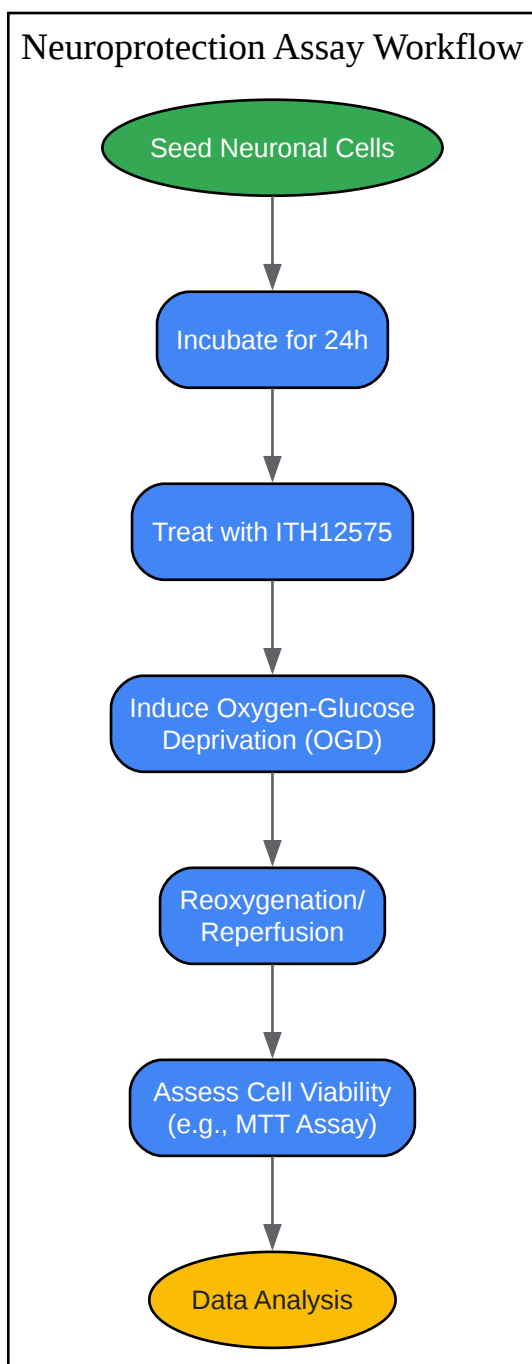 Neuroprotection Assay Workflow
Seed Neuronal Cells
Incubate for 24h
Treat with ITH12575
Induce Oxygen-Glucose
Deprivation (OGD)
Reoxygenation/
Reperfusion
Assess Cell Viability
(e.g., MTT Assay)
Data Analysis